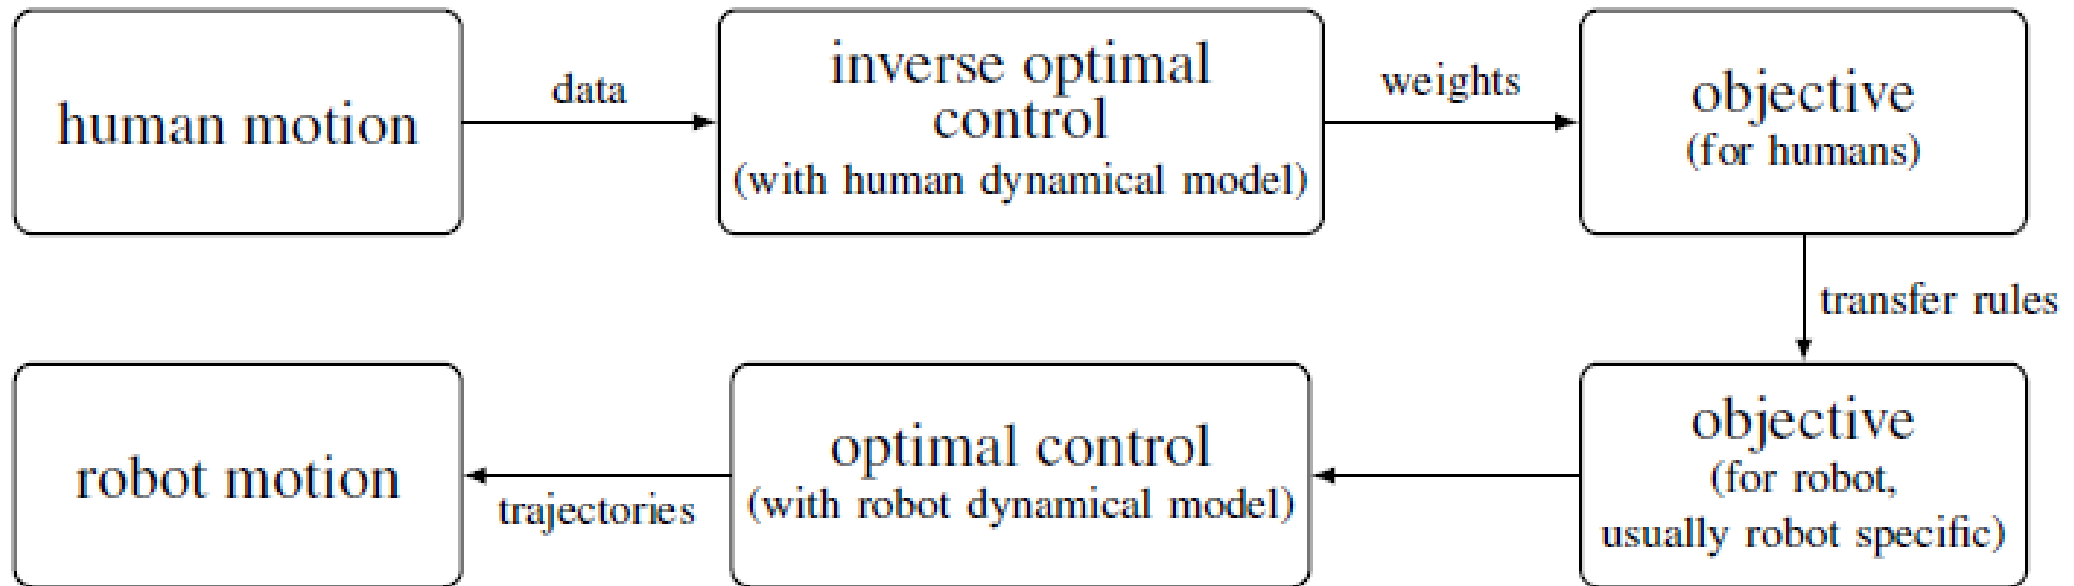 human motion
data
inverse optimal
control
(with human dynamical model)
weights
objective
(for humans)
transfer rules
objective
(for robot,
usually robot specific)
optimal control
(with robot dynamical model)
trajectories
robot motion